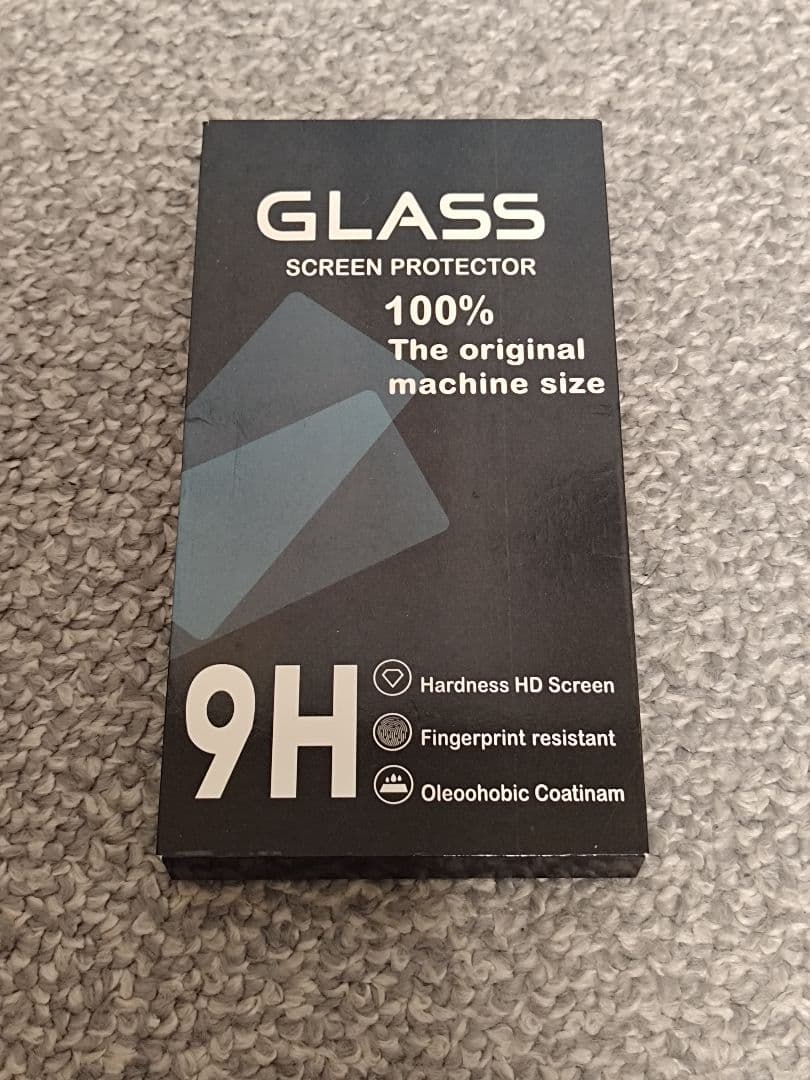 GLASS
SCREEN PROTECTOR
100%
The original
machine size
9H
Hardness HD Screen
Fingerprint resistant
Oleoohobic Coatinam